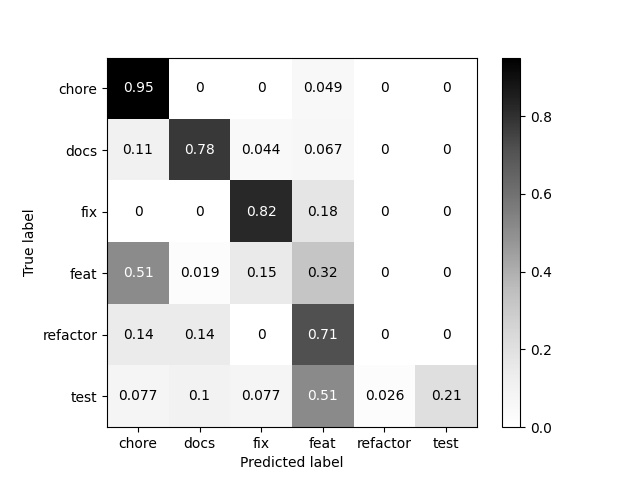 chore 0.95 0 0 0.049 0 0
docs 0.11 0.78 0.044 0.067 0 0
fix 0 0 0.82 0.18 0 0
feat 0.51 0.019 0.15 0.32 0 0
refactor 0.14 0.14 0 0.71 0 0
test 0.077 0.1 0.077 0.51 0.026 0.21
chore docs fix feat refactor test
Predicted label
True label
0.8
0.6
0.4
0.2
0.0